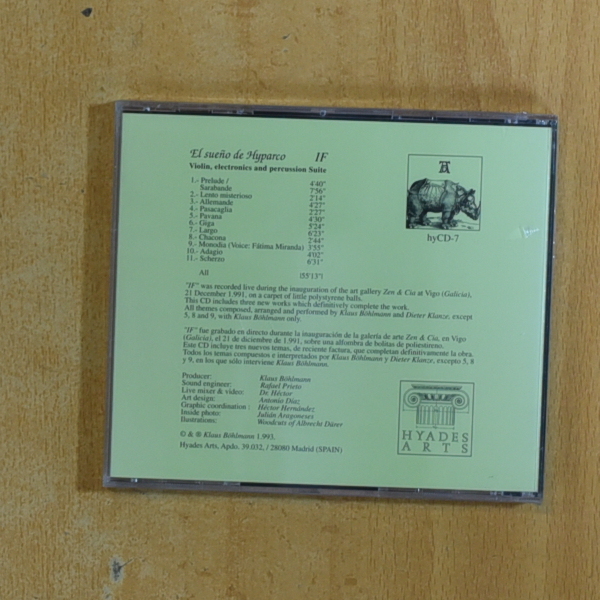 El sueño de Hyparco IF
Violin, electronics and percussion Suite
1.- Prelude / 4'40"
Sarabande 7'56"
2.- Lento misterioso 2'14"
3.- Allemande 4'27"
4.- Pasacaglia 2'27"
5.- Pavana 4'30"
6.- Giga 5'24"
7.- Largo 6'23"
8.- Chacona 2'44"
9.- Monodia (Voice: Fátima Miranda) 3'55"
10.- Adagio 4'02"
11.- Scherzo 6'31"
All (55'13")
hyCD-7
"IF" was recorded live during the inauguration of the art gallery Zen & Cia at Vigo (Galicia),
21 December 1.991, on a carpet of little polystyrene balls.
This CD includes three new works which definitively complete the work.
All themes composed, arranged and performed by Klaus Böhlmann and Dieter Klanze, except
5, 8 and 9, with Klaus Böhlmann only.
"IF" fue grabado en directo durante la inauguración de la galería de arte Zen & Cia, en Vigo
(Galicia), el 21 de diciembre de 1.991, sobre una alfombra de bolitas de poliestireno.
Este CD incluye tres nuevos temas, de reciente factura, que completan definitivamente la obra.
Todos los temas compuestos e interpretados por Klaus Böhlmann y Dieter Klanze, excepto 5, 8
y 9, en los que sólo interviene Klaus Böhlmann.
Producer: Klaus Böhlmann
Sound engineer: Rafael Prieto
Live mixer & video: Dr. Héctor
Art design: Antonio Díaz
Graphic coordination : Héctor Hernández
Inside photo: Julián Aragoneses
Ilustrations: Woodcuts of Albrecht Dürer
© & ℗ Klaus Böhlmann 1.993.
Hyades Arts, Apdo. 39.032, / 28080 Madrid (SPAIN)
HYADES
ARTS